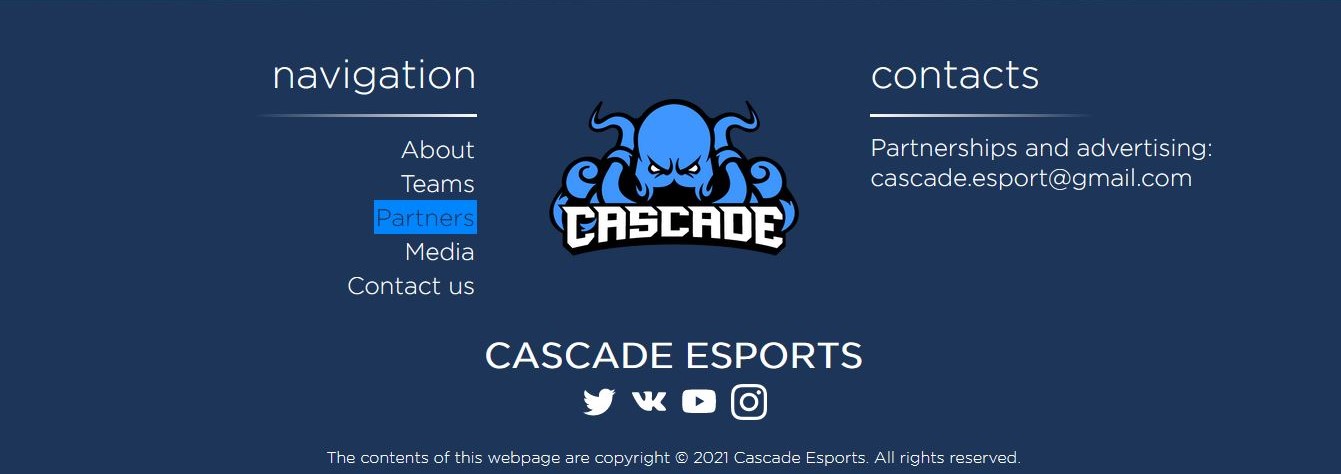 navigation
About
Teams
Partners
Media
Contact us
CASCADE
contacts
Partnerships and advertising:
cascade.esport@gmail.com
CASCADE ESPORTS
The contents of this webpage are copyright © 2021 Cascade Esports. All rights reserved.